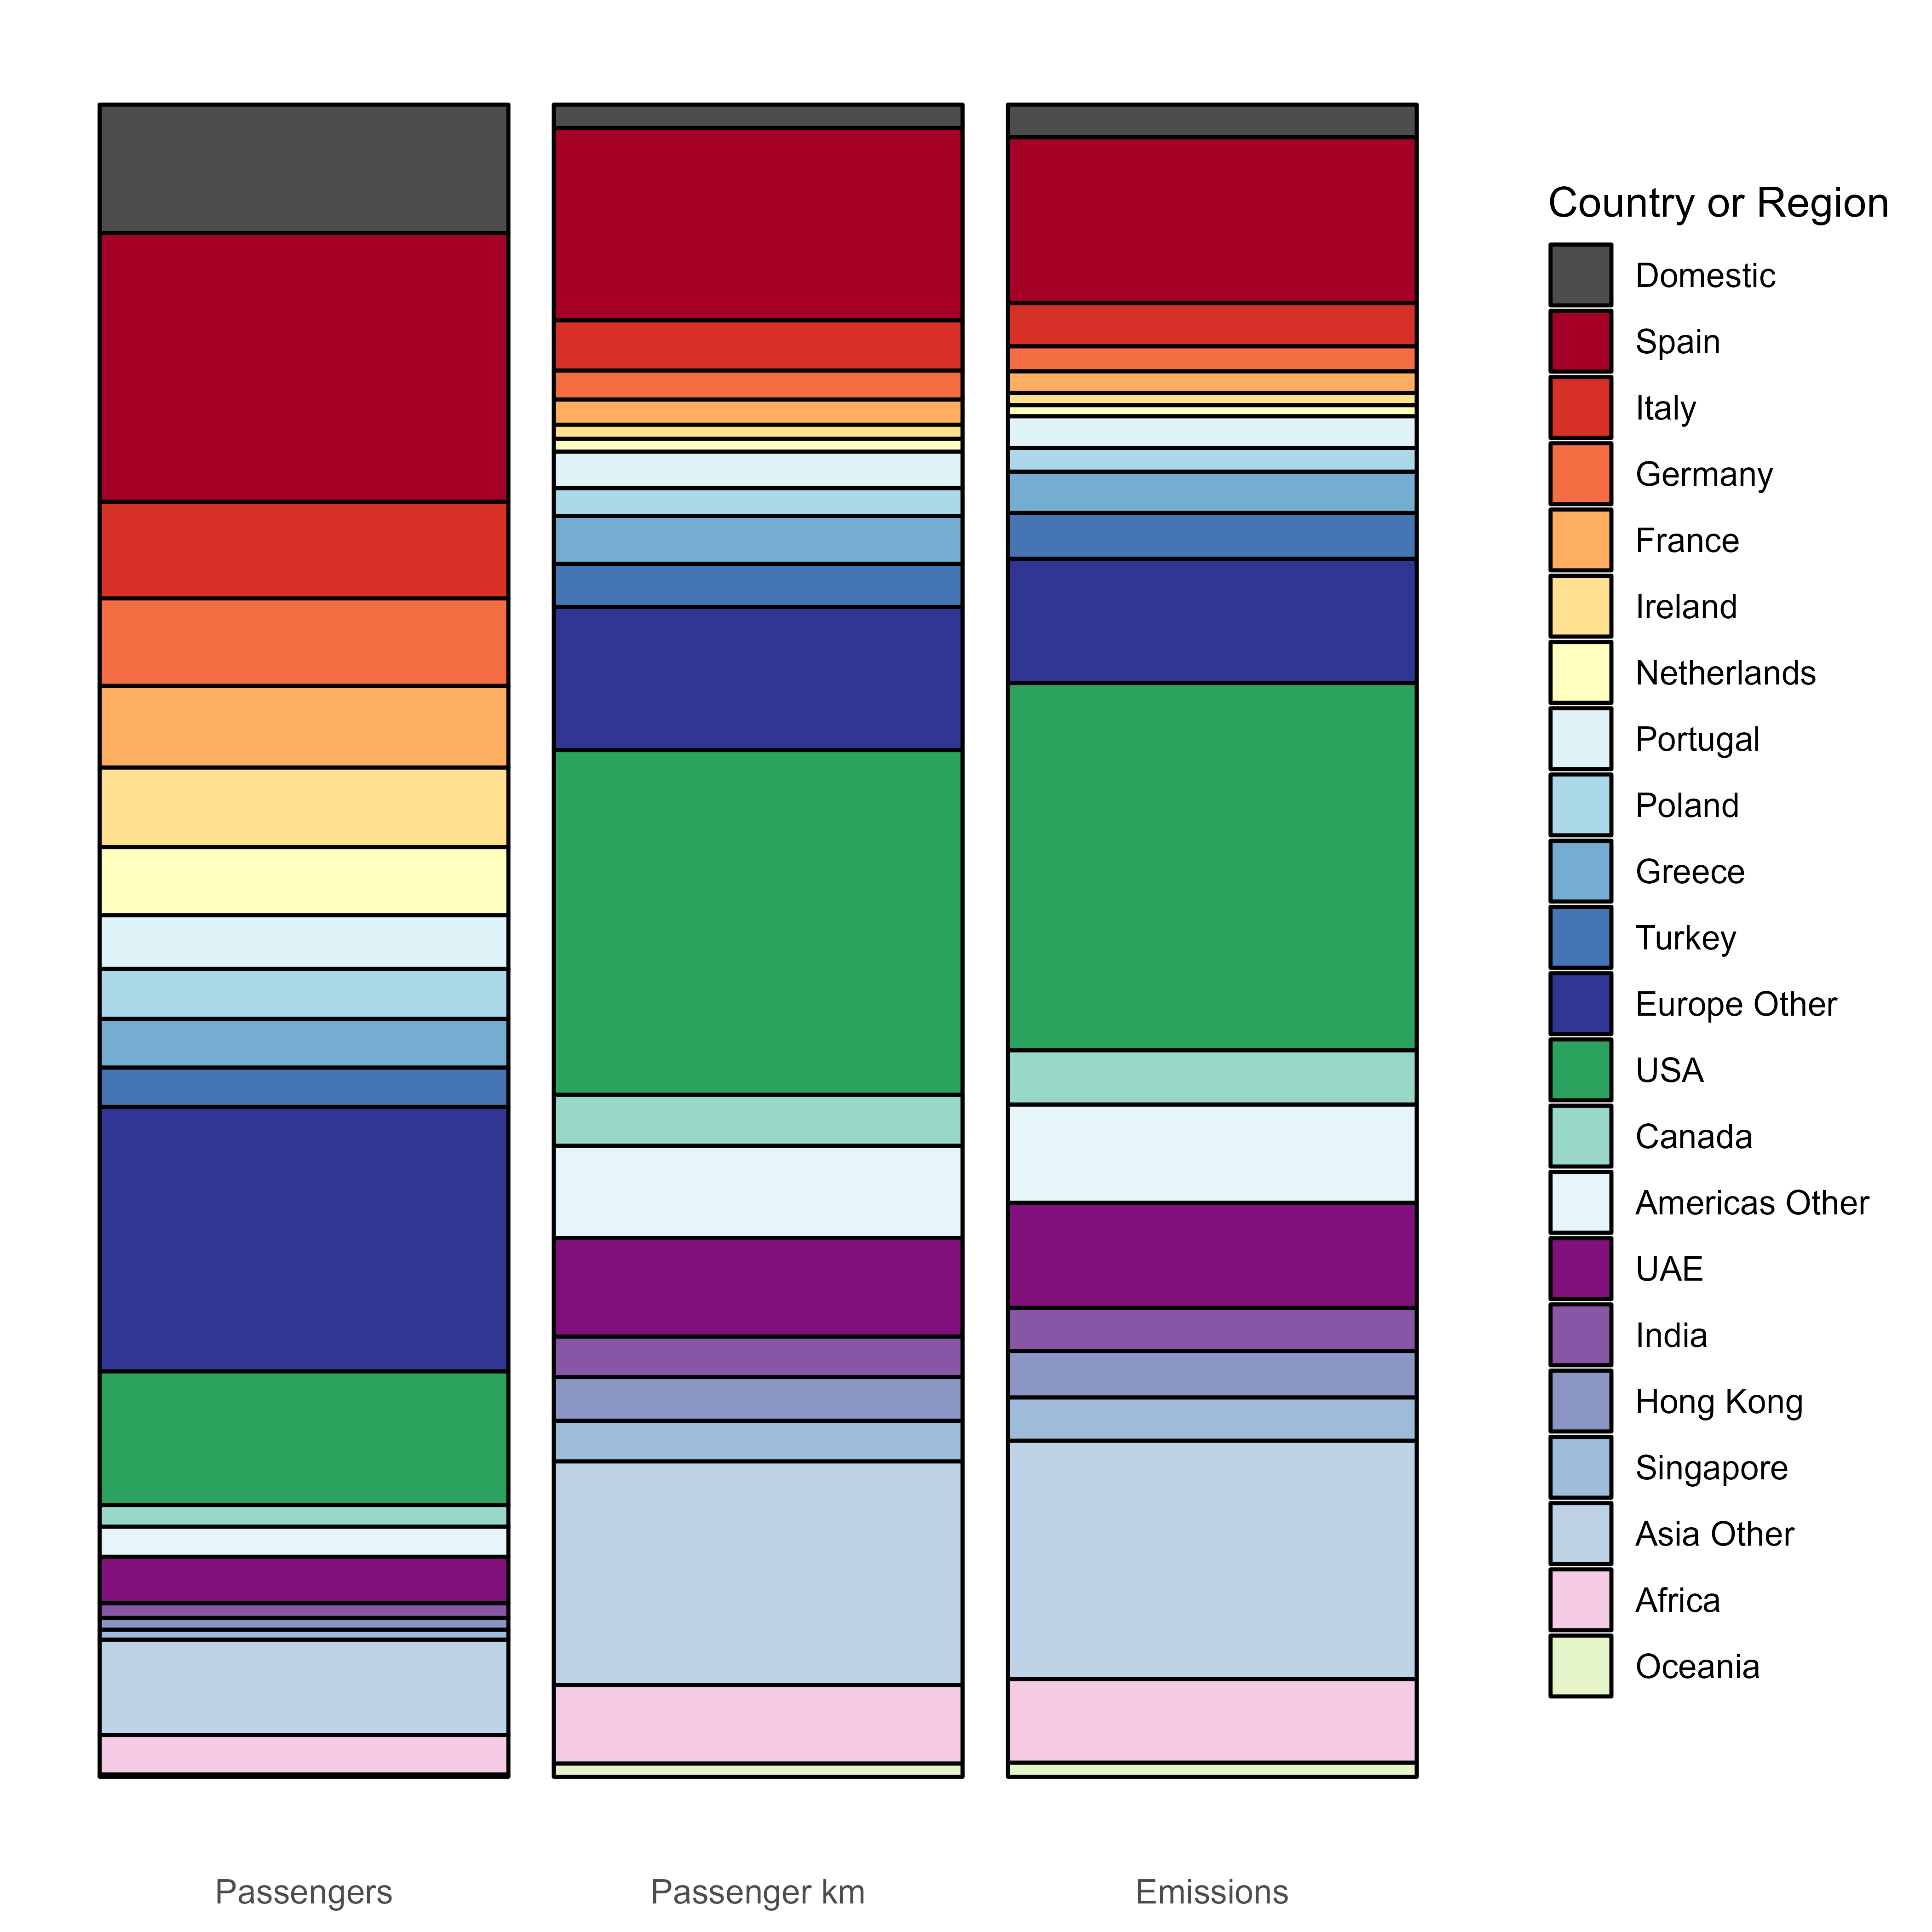 Country or Region
Domestic
Spain
Italy
Germany
France
Ireland
Netherlands
Portugal
Poland
Greece
Turkey
Europe Other
USA
Canada
Americas Other
UAE
India
Hong Kong
Singapore
Asia Other
Africa
Oceania
Passengers
Passenger km
Emissions